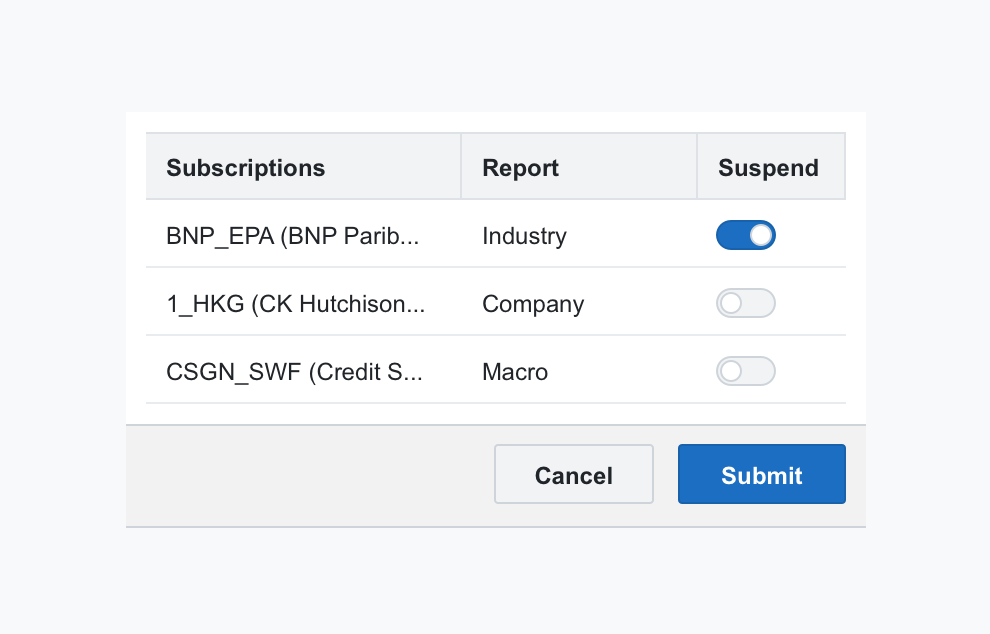 Subscriptions Report Suspend
BNP_EPA (BNP Parib... Industry
1_HKG (CK Hutchison... Company
CSGN_SWF (Credit S... Macro
Cancel Submit